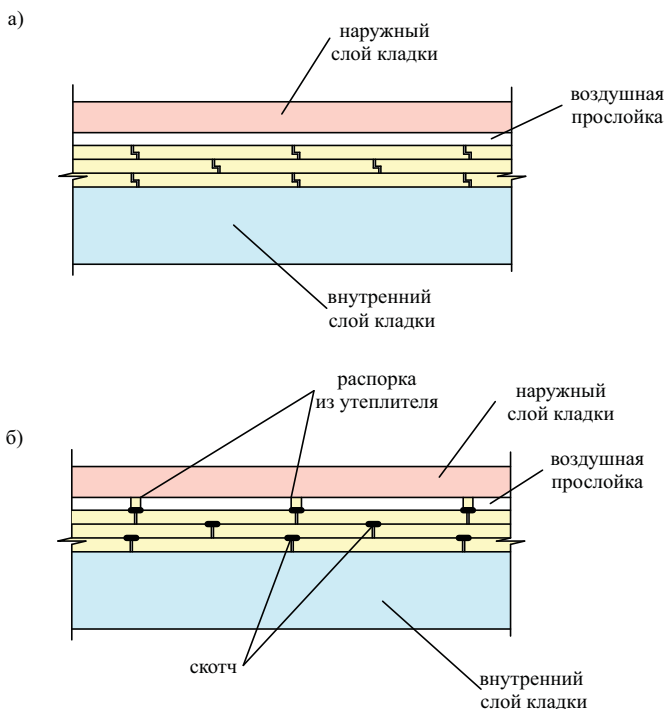 а)
наружный
слой кладки
воздушная
прослойка
внутренний
слой кладки
распорка
из утеплителя
наружный
слой кладки
б)
воздушная
прослойка
скотч
внутренний
слой кладки